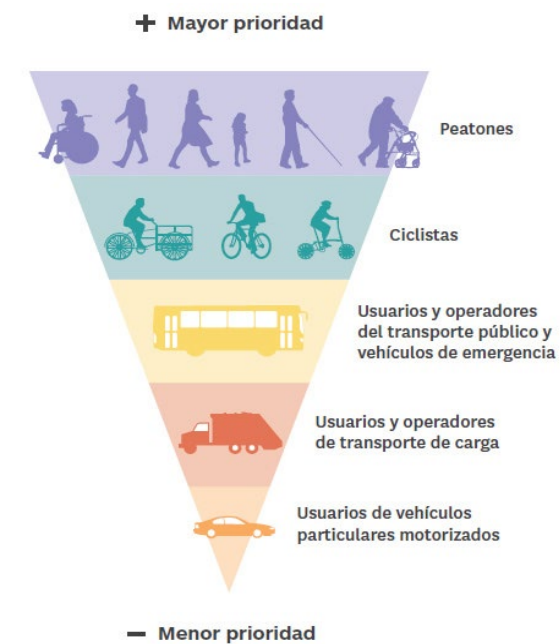 + Mayor prioridad
Peatones
Ciclistas
Usuarios y operadores
del transporte público y
vehículos de emergencia
Usuarios y operadores
de transporte de carga
Usuarios de vehículos
particulares motorizados
− Menor prioridad